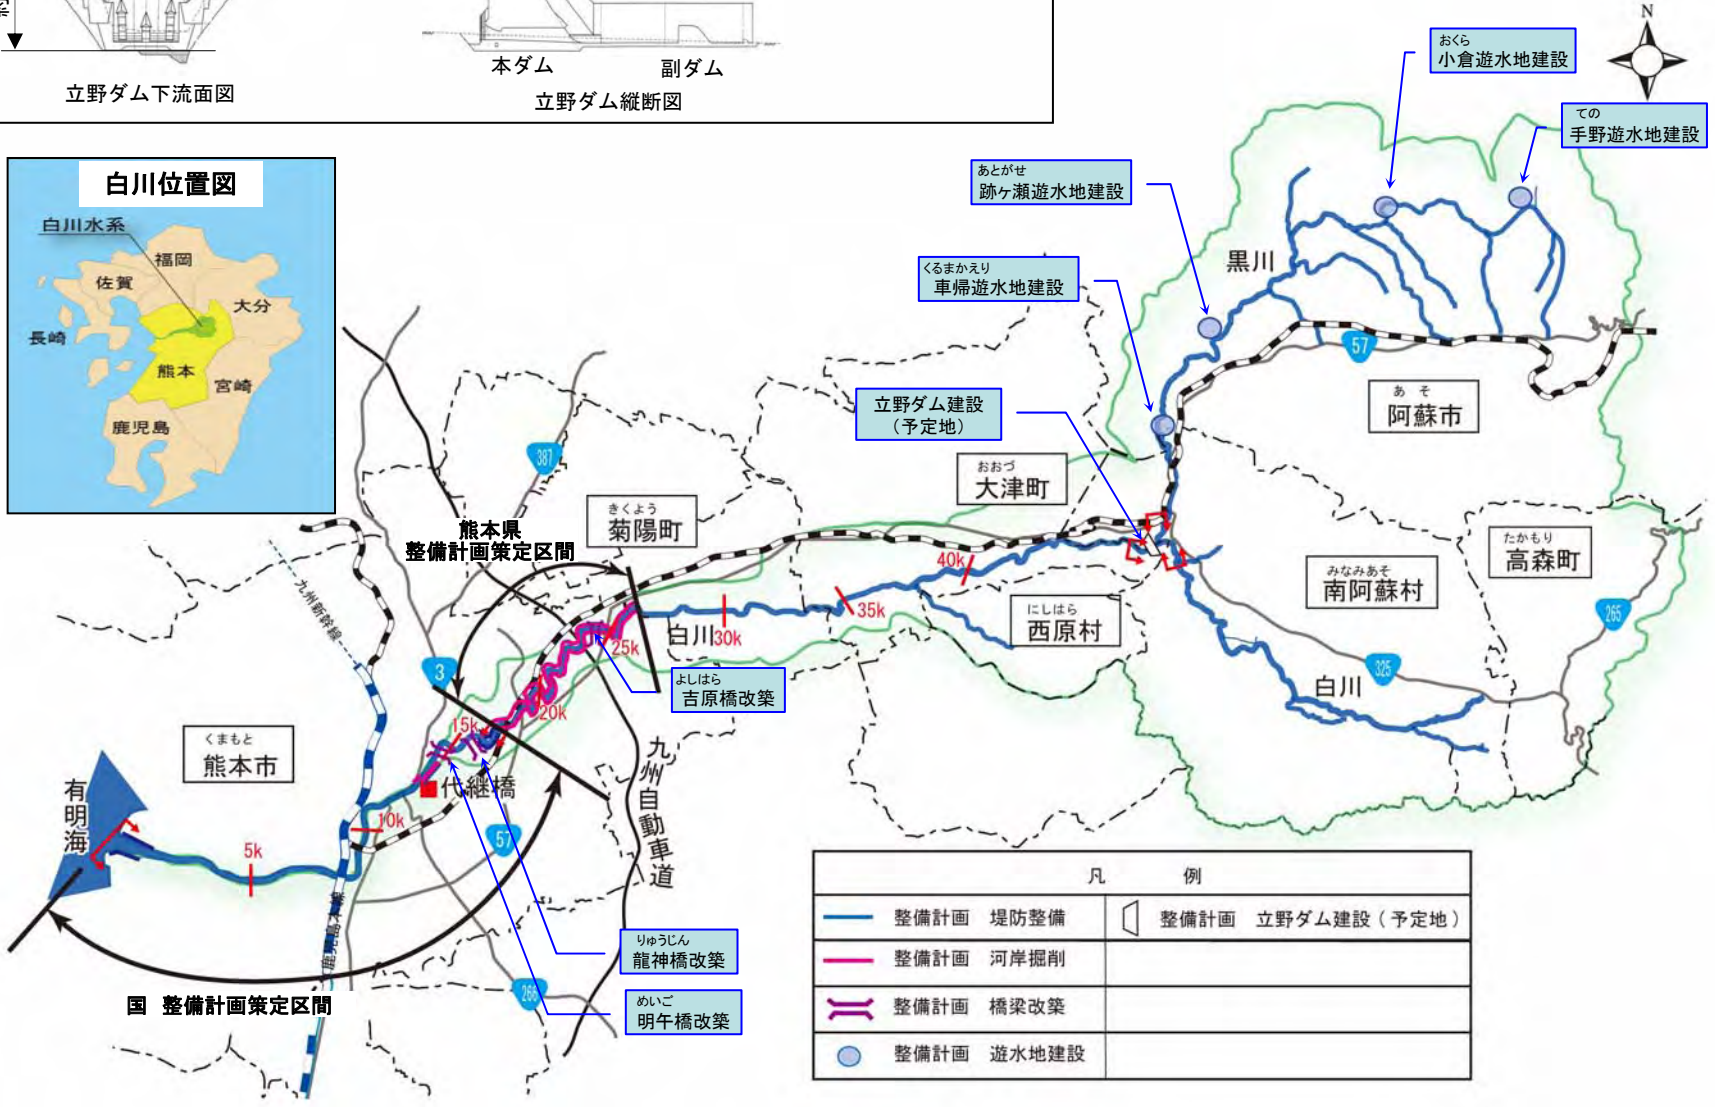 本ダム
副ダム
立野ダム下流面図
立野ダム縦断図
白川位置図
白川水系
福岡
佐賀
大分
長崎
熊本
宮崎
鹿児島
N
おぐら
小倉遊水地建設
ての
手野遊水地建設
あとがせ
跡ヶ瀬遊水地建設
くるまかえり
車帰遊水地建設
黒川
57
あ そ
阿蘇市
立野ダム建設
（予定地）
おおづ
大津町
387
きくよう
菊陽町
熊本県
整備計画策定区間
たかもり
高森町
みなみあそ
南阿蘇村
265
にしはら
西原村
325
白川
40k
35k
白川
30k
25k
20k
15k
10k
5k
よしはら
吉原橋改築
九州新幹線
3
くまもと
熊本市
有明海
代継橋
57
九州自動車道
鹿児島本線
りゅうじん
龍神橋改築
266
めいご
明午橋改築
国 整備計画策定区間
凡 例
整備計画 堤防整備
整備計画 立野ダム建設（予定地）
整備計画 河岸掘削
整備計画 橋梁改築
整備計画 遊水地建設